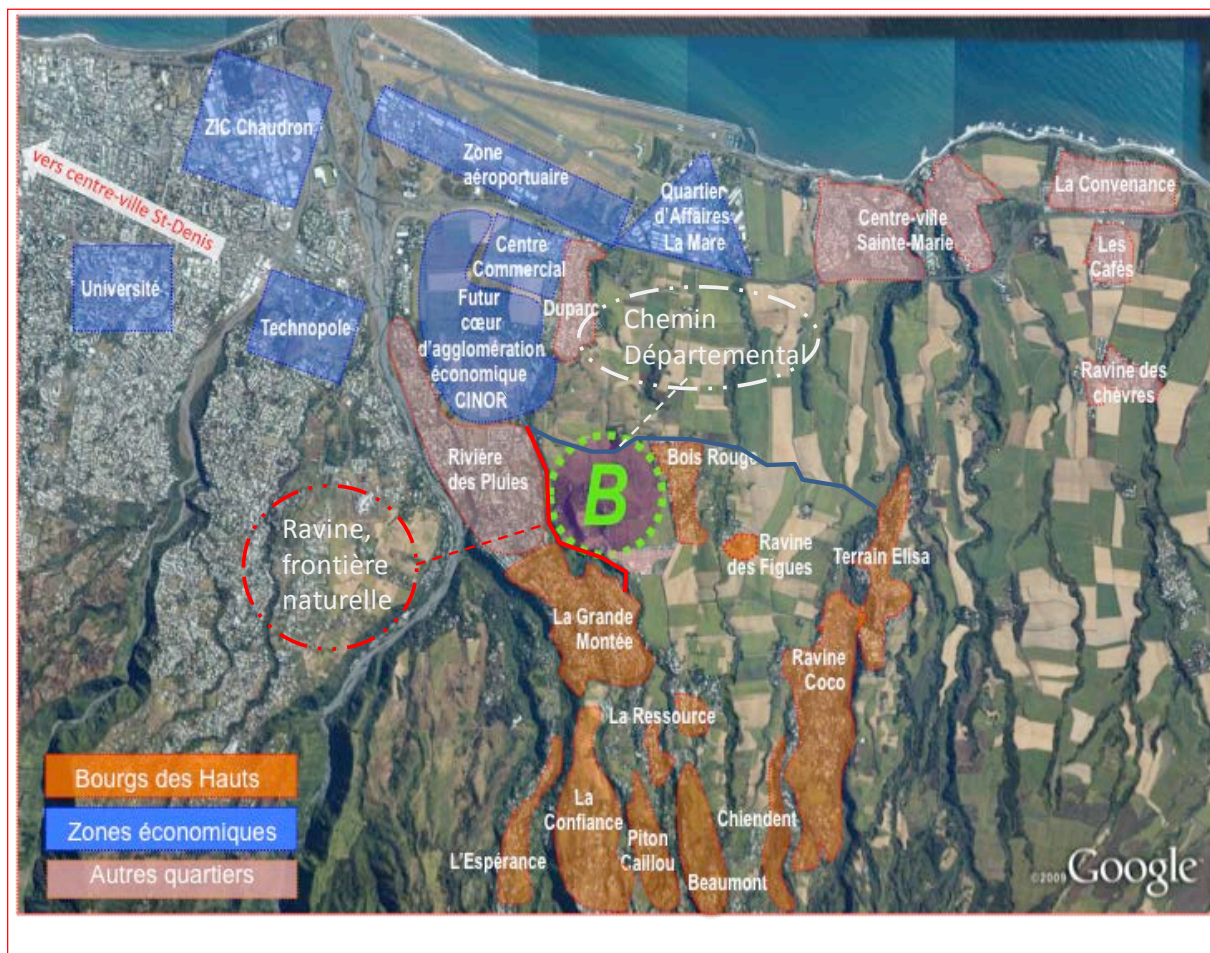 ZIC Chaudron
vers centre-ville St-Denis
Zone
aéroportuaire
Quartier
d'Affaires
La Mare
La Convenance
Centre-ville
Sainte-Marie
Les
Cafés
Université
Centre
Commercial
Technopole
Futur
cœur
d'agglomération
économique
CINOR
Duparc
Chemin
Départemental
Ravine des
chèvres
Rivière
des Pluies
B
Bois Rouge
Ravine,
frontière
naturelle
Ravine
des Figues
Terrain Elisa
La Grande
Montée
Ravine
Coco
La Ressource
Bourgs des Hauts
Zones économiques
Autres quartiers
La
Confiance
L'Espérance
Piton
Caillou
Chiendent
Beaumont
©2009 Google